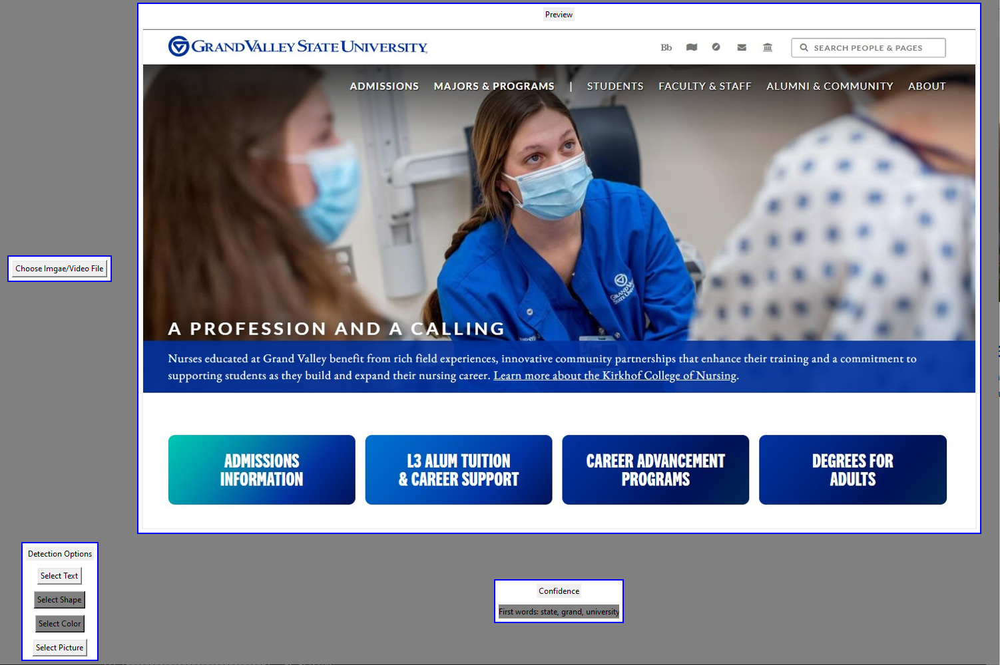 Preview
GRAND VALLEY STATE UNIVERSITY
Bb
SEARCH PEOPLE & PAGES
ADMISSIONS MAJORS & PROGRAMS | STUDENTS FACULTY & STAFF ALUMNI & COMMUNITY ABOUT
Choose Imgae/Video File
GRAND VALLEY
STATE UNIVERSITY
A PROFESSION AND A CALLING
Nurses educated at Grand Valley benefit from rich field experiences, innovative community partnerships that enhance their training and a commitment to
supporting students as they build and expand their nursing career. Learn more about the Kirkhof College of Nursing.
ADMISSIONS
INFORMATION
L3 ALUM TUITION
& CAREER SUPPORT
CAREER ADVANCEMENT
PROGRAMS
DEGREES FOR
ADULTS
Detection Options
Select Text
Select Shape
Select Color
Select Picture
Confidence
First words: state, grand, university